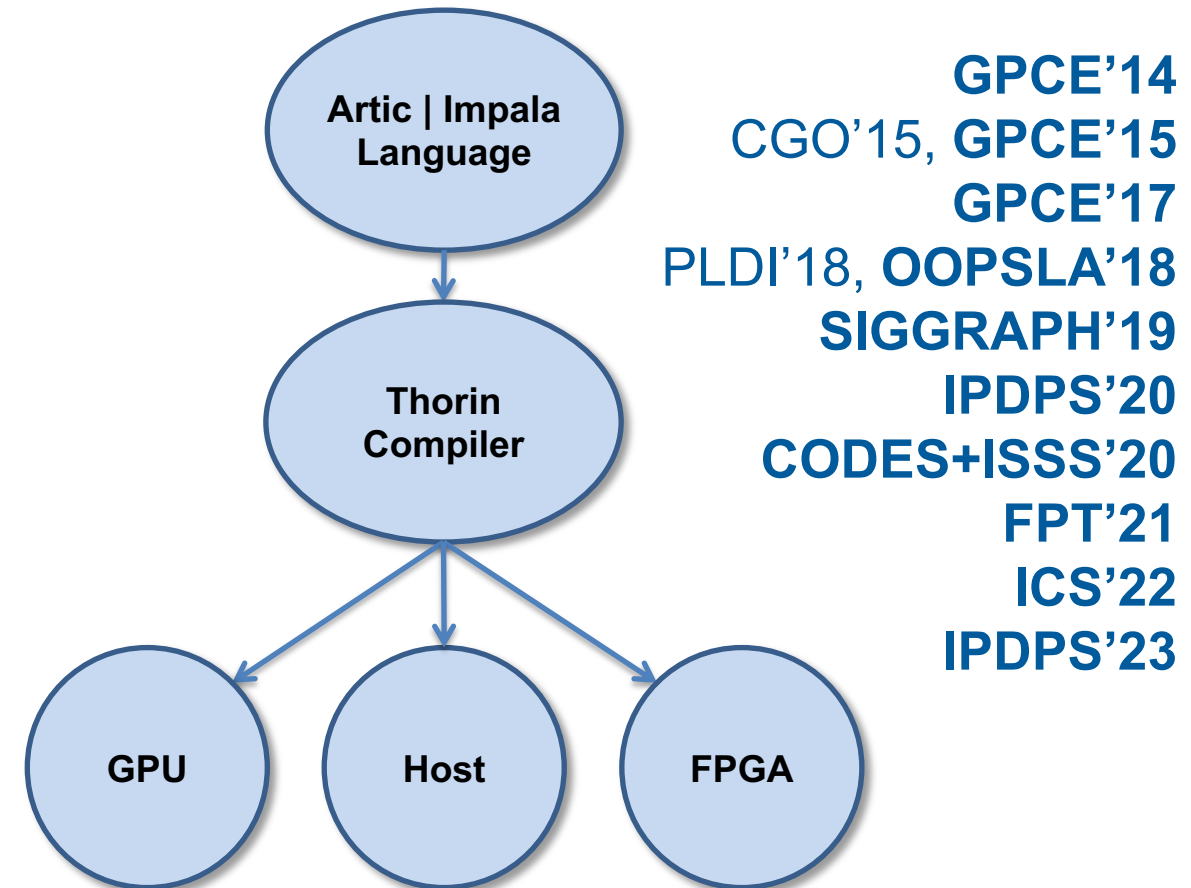 Artic | Impala
Language
Thorin
Compiler
GPU
Host
FPGA
GPCE’14
CGO’15, GPCE’15
GPCE’17
PLDI’18, OOPSLA’18
SIGGRAPH’19
IPDPS’20
CODES+ISSS’20
FPT’21
ICS’22
IPDPS’23